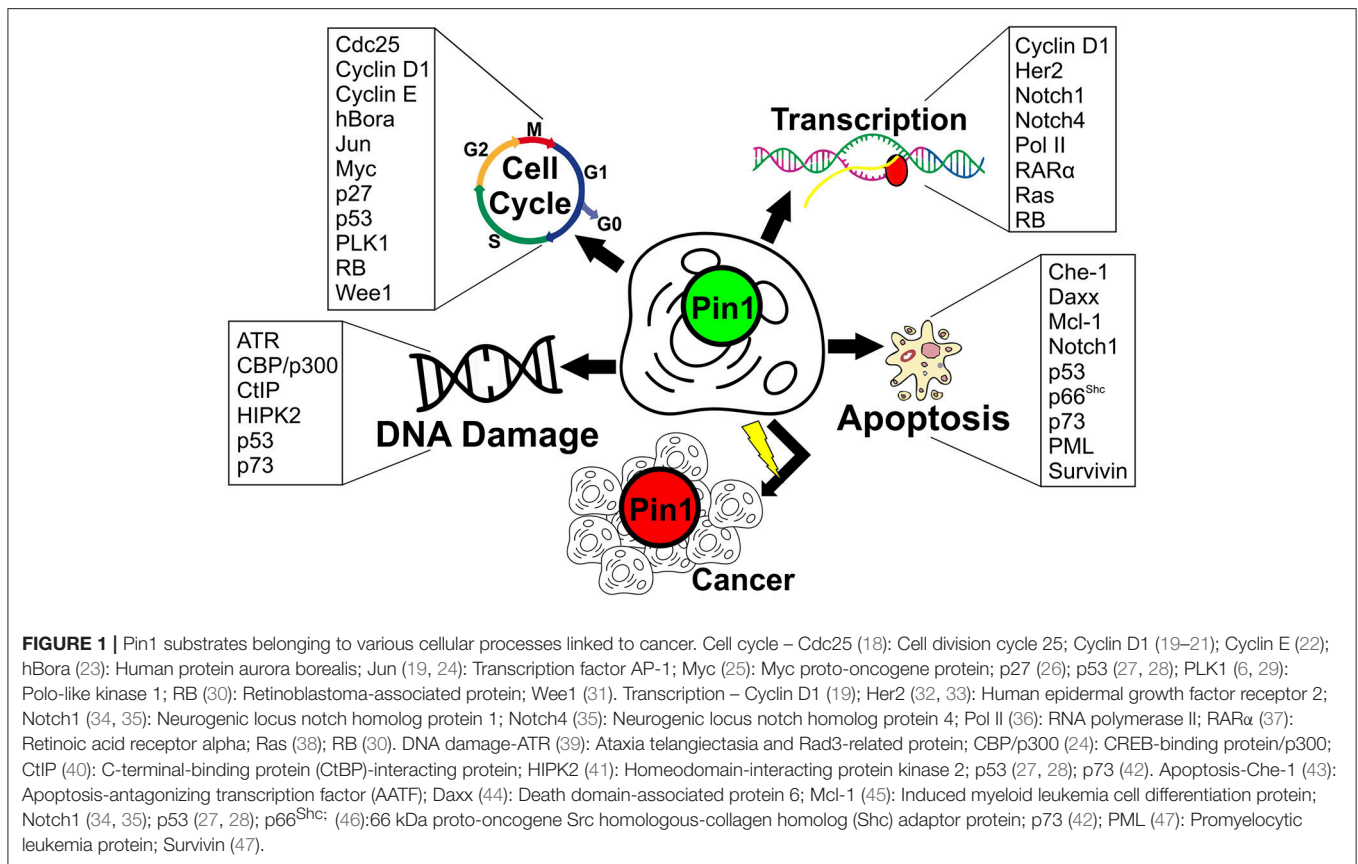 Cdc25
Cyclin D1
Cyclin E
hBora
Jun
Myc
p27
p53
PLK1
RB
Wee1
M
G2
G1
Cell
Cycle
S
G0
Transcription
Cyclin D1
Her2
Notch1
Notch4
Pol II
RARα
Ras
RB
Pin1
ATR
CBP/p300
CtIP
HIPK2
p53
p73
DNA Damage
Apoptosis
Che-1
Daxx
Mcl-1
Notch1
p53
p66Shc
p73
PML
Survivin
Pin1
Cancer
FIGURE 1 | Pin1 substrates belonging to various cellular processes linked to cancer. Cell cycle – Cdc25 (18): Cell division cycle 25; Cyclin D1 (19–21); Cyclin E (22);
hBora (23): Human protein aurora borealis; Jun (19, 24): Transcription factor AP-1; Myc (25): Myc proto-oncogene protein; p27 (26); p53 (27, 28); PLK1 (6, 29):
Polo-like kinase 1; RB (30): Retinoblastoma-associated protein; Wee1 (31). Transcription – Cyclin D1 (19); Her2 (32, 33): Human epidermal growth factor receptor 2;
Notch1 (34, 35): Neurogenic locus notch homolog protein 1; Notch4 (35): Neurogenic locus notch homolog protein 4; Pol II (36): RNA polymerase II; RARα (37):
Retinoic acid receptor alpha; Ras (38); RB (30). DNA damage-ATR (39): Ataxia telangiectasia and Rad3-related protein; CBP/p300 (24): CREB-binding protein/p300;
CtIP (40): C-terminal-binding protein (CtBP)-interacting protein; HIPK2 (41): Homeodomain-interacting protein kinase 2; p53 (27, 28); p73 (42). Apoptosis-Che-1 (43):
Apoptosis-antagonizing transcription factor (AATF); Daxx (44): Death domain-associated protein 6; Mcl-1 (45): Induced myeloid leukemia cell differentiation protein;
Notch1 (34, 35); p53 (27, 28); p66Shc; (46):66 kDa proto-oncogene Src homologous-collagen homolog (Shc) adaptor protein; p73 (42); PML (47): Promyelocytic
leukemia protein; Survivin (47).